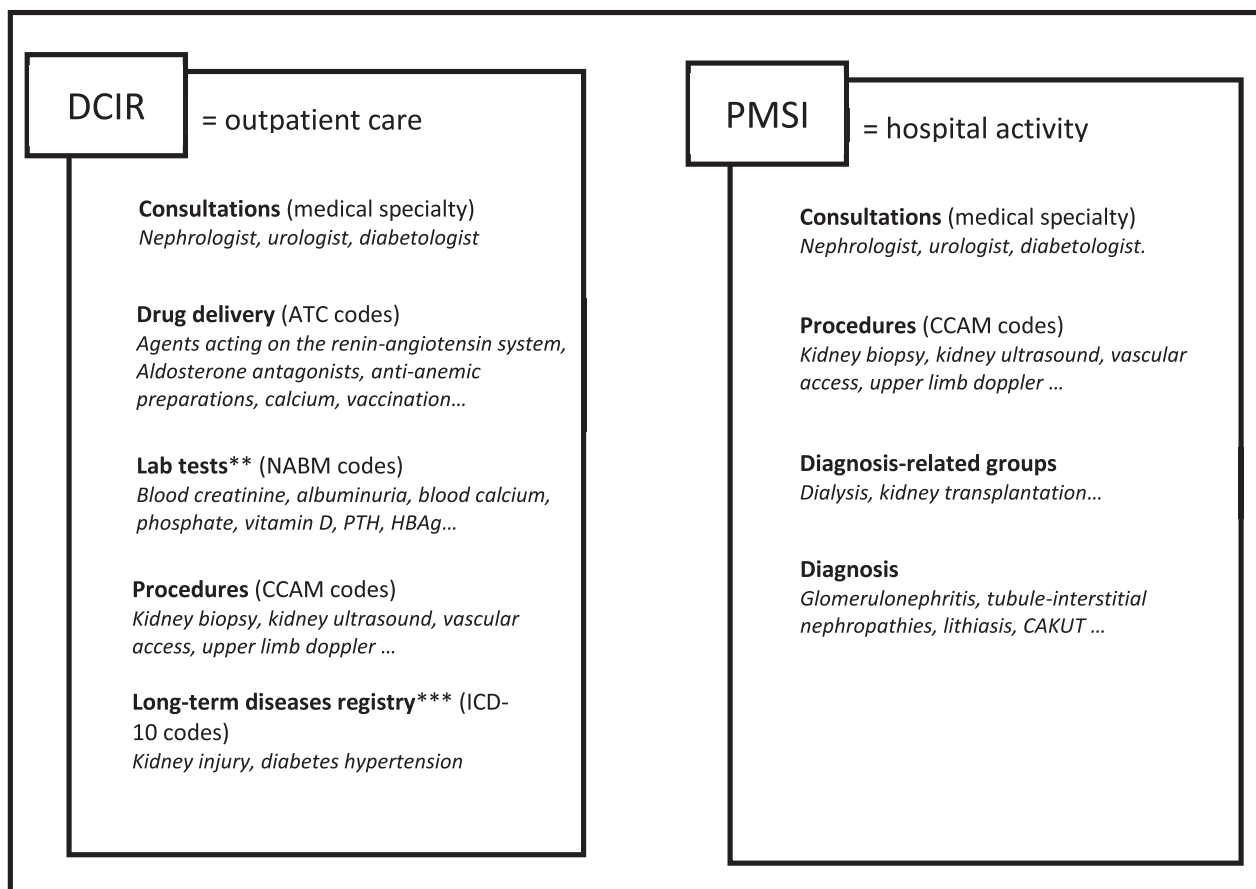 DCIR
= outpatient care
Consultations (medical specialty)
Nephrologist, urologist, diabetologist
Drug delivery (ATC codes)
Agents acting on the renin-angiotensin system,
Aldosterone antagonists, anti-anemic
preparations, calcium, vaccination...
Lab tests** (NABM codes)
Blood creatinine, albuminuria, blood calcium,
phosphate, vitamin D, PTH, HBAg...
Procedures (CCAM codes)
Kidney biopsy, kidney ultrasound, vascular
access, upper limb doppler ...
Long-term diseases registry*** (ICD-
10 codes)
Kidney injury, diabetes hypertension
PMSI
= hospital activity
Consultations (medical specialty)
Nephrologist, urologist, diabetologist.
Procedures (CCAM codes)
Kidney biopsy, kidney ultrasound, vascular
access, upper limb doppler ...
Diagnosis-related groups
Dialysis, kidney transplantation...
Diagnosis
Glomerulonephritis, tubule-interstitial
nephropathies, lithiasis, CAKUT ...